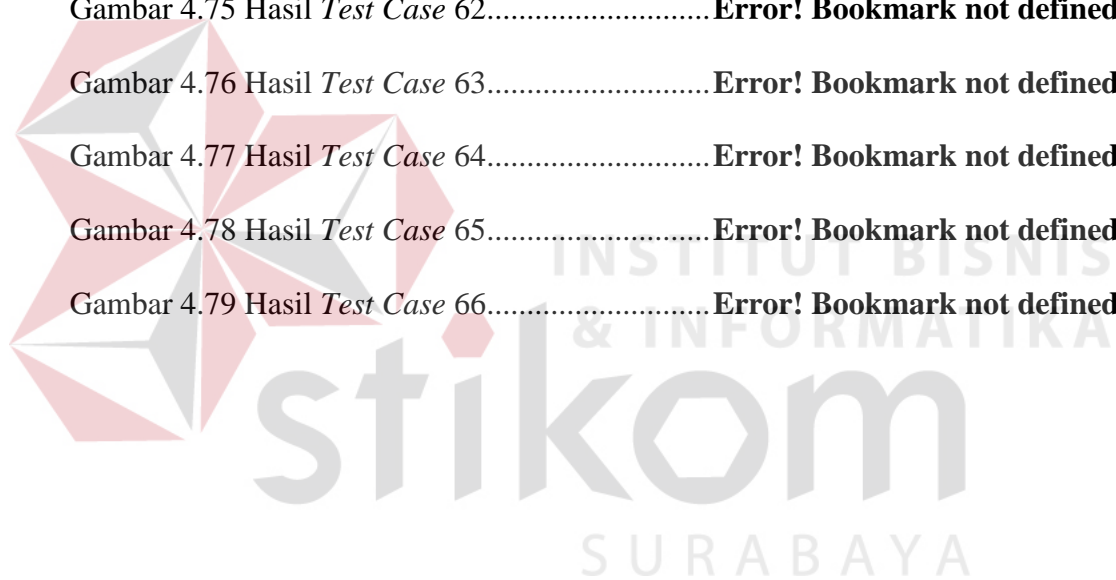 Gambar 4.75 Hasil Test Case 62..........................Error! Bookmark not defined
Gambar 4.76 Hasil Test Case 63..........................Error! Bookmark not defined
Gambar 4.77 Hasil Test Case 64..........................Error! Bookmark not defined
Gambar 4.78 Hasil Test Case 65..........................Error! Bookmark not defined
INSTITUT BISNIS
Gambar 4.79 Hasil Test Case 66..........................Error! Bookmark not defined
& INFORMATIKA
stikom
SURABAYA